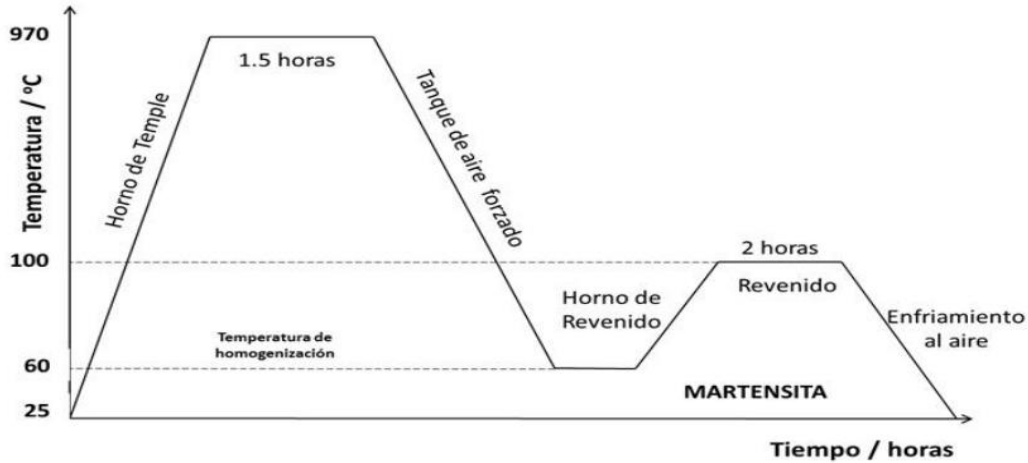 970
1.5 horas
Temperatura / ºC
Horno de Temple
Tanque de aire forzado
100
2 horas
Revenido
Horno de
Revenido
Enfriamiento
al aire
Temperatura de
homogenización
60
MARTENSITA
25
Tiempo / horas